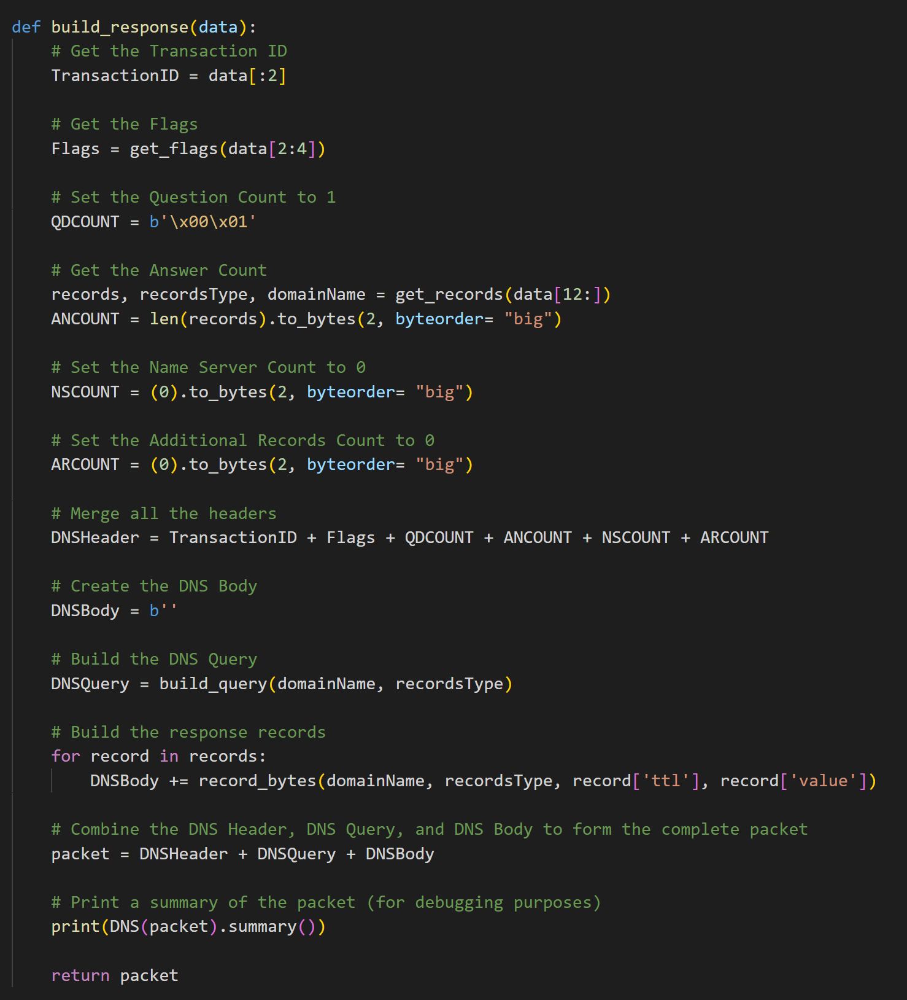 def build_response(data):
    # Get the Transaction ID
    TransactionID = data[:2]

    # Get the Flags
    Flags = get_flags(data[2:4])

    # Set the Question Count to 1
    QDCOUNT = b'\x00\x01'

    # Get the Answer Count
    records, recordsType, domainName = get_records(data[12:])
    ANCOUNT = len(records).to_bytes(2, byteorder= "big")

    # Set the Name Server Count to 0
    NSCOUNT = (0).to_bytes(2, byteorder= "big")

    # Set the Additional Records Count to 0
    ARCOUNT = (0).to_bytes(2, byteorder= "big")

    # Merge all the headers
    DNSHeader = TransactionID + Flags + QDCOUNT + ANCOUNT + NSCOUNT + ARCOUNT

    # Create the DNS Body
    DNSBody = b''

    # Build the DNS Query
    DNSQuery = build_query(domainName, recordsType)

    # Build the response records
    for record in records:
        DNSBody += record_bytes(domainName, recordsType, record['ttl'], record['value'])

    # Combine the DNS Header, DNS Query, and DNS Body to form the complete packet
    packet = DNSHeader + DNSQuery + DNSBody

    # Print a summary of the packet (for debugging purposes)
    print(DNS(packet).summary())

    return packet